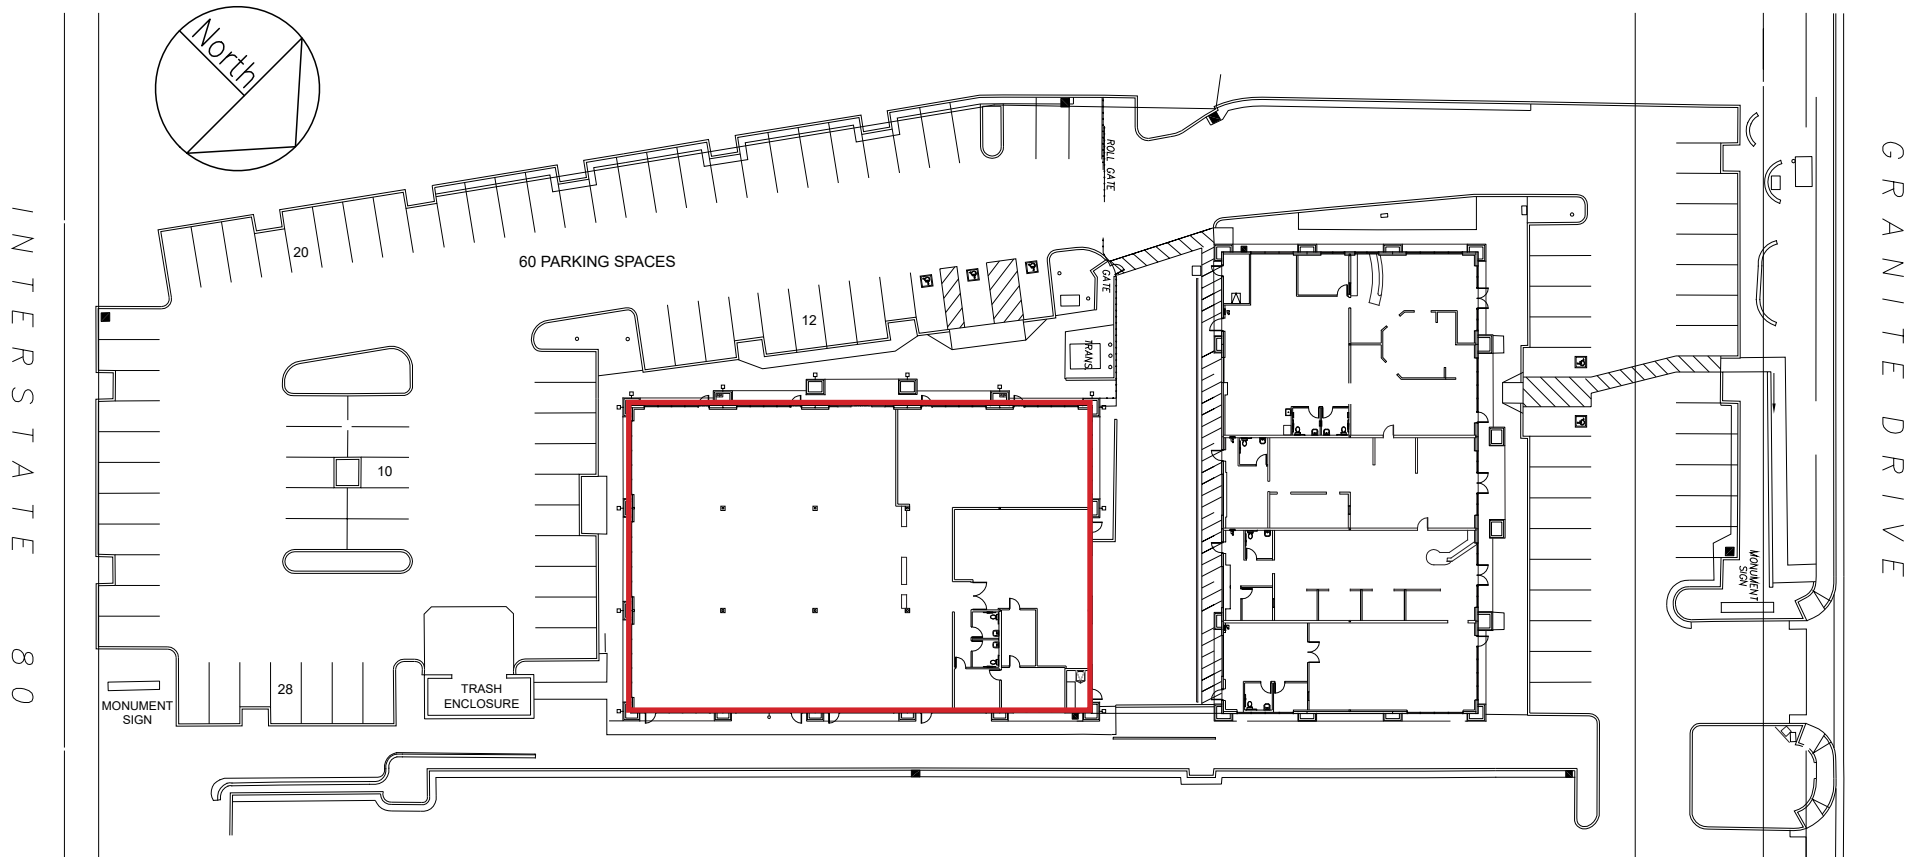 North
INTERSTATE 80
GRANITE DRIVE
ROLL GATE
20
60 PARKING SPACES
GATE
12
TRANS.
10
28
MONUMENT
SIGN
TRASH
ENCLOSURE
MONUMENT
SIGN